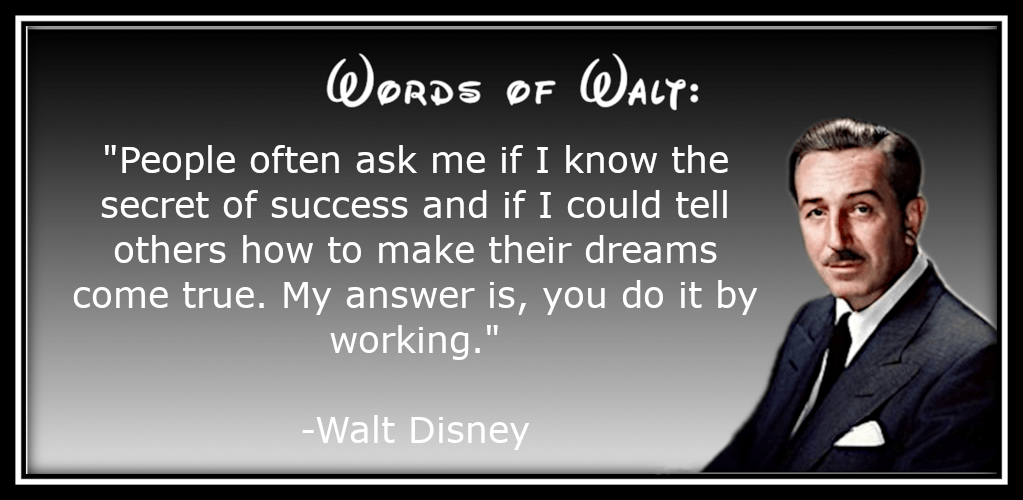 Words of Walt:
"People often ask me if I know the
secret of success and if I could tell
others how to make their dreams
come true. My answer is, you do it by
working."
-Walt Disney